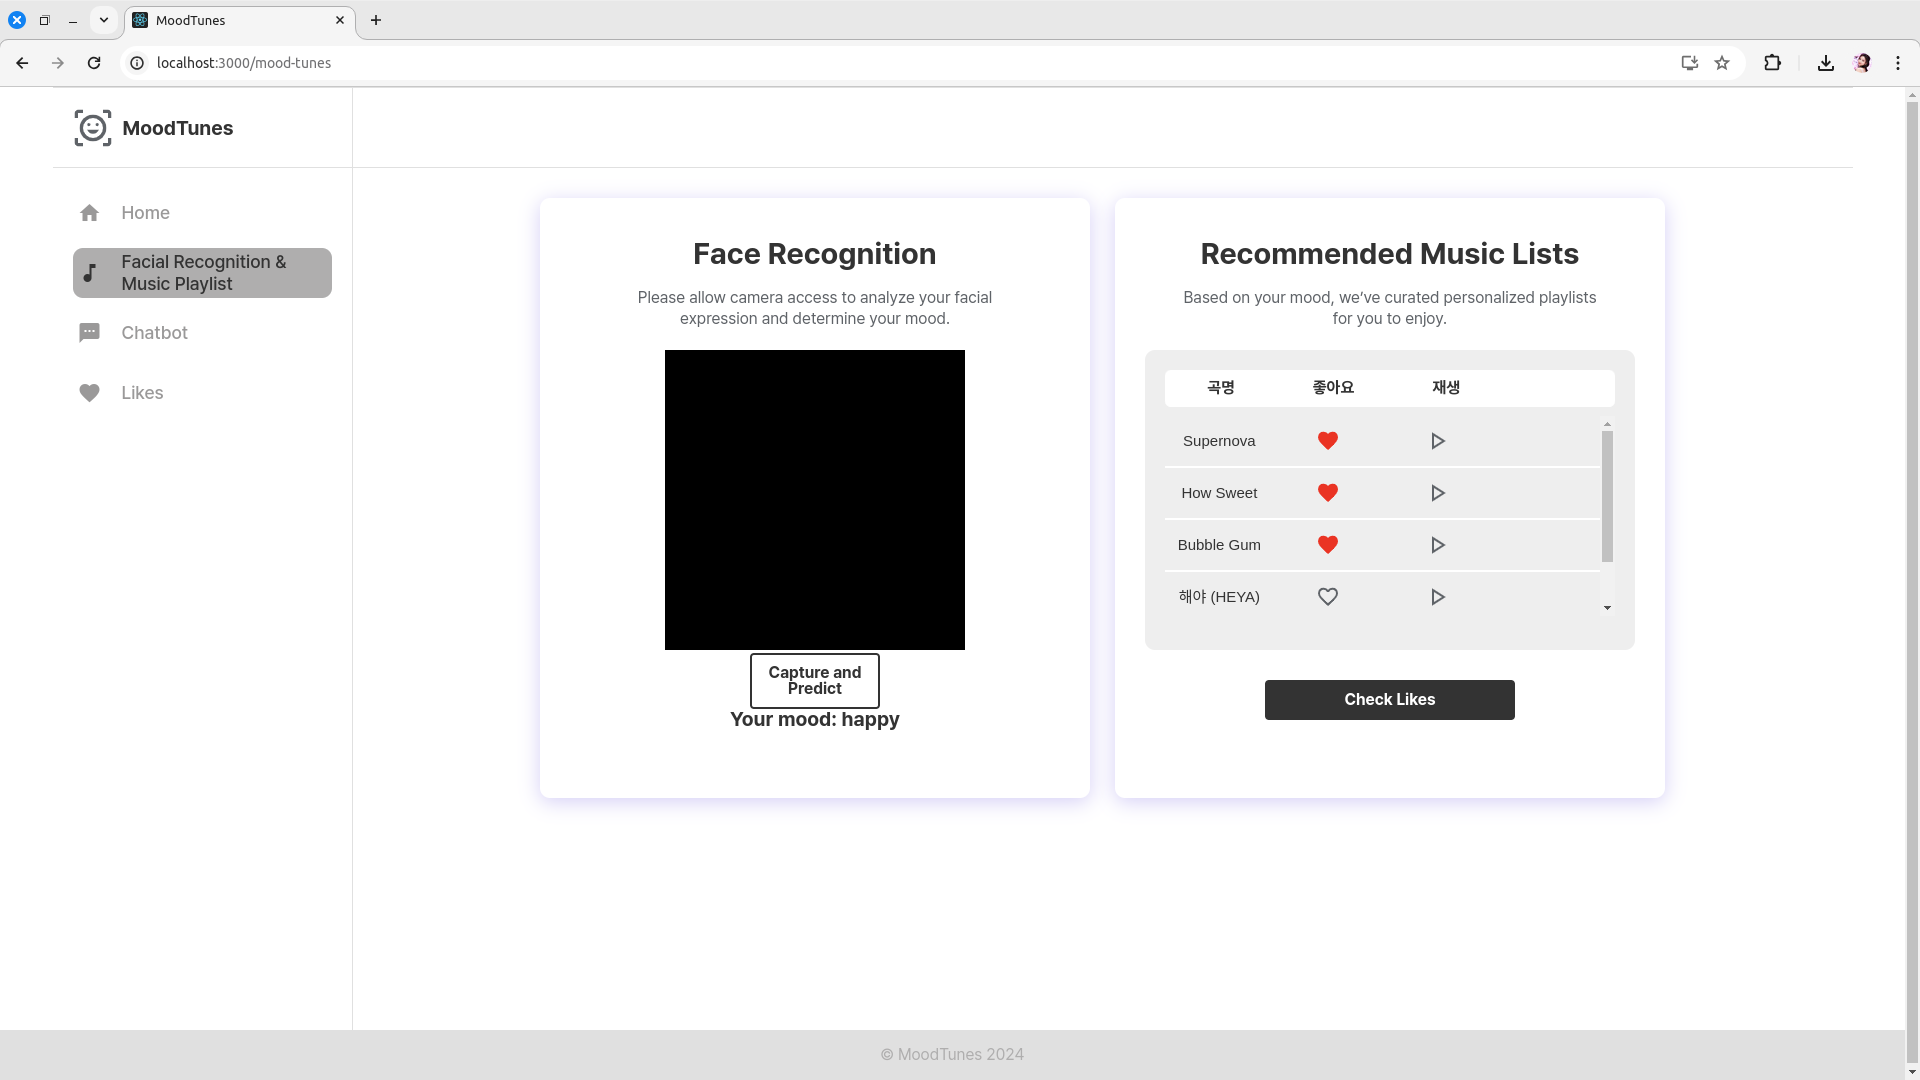 MoodTunes
localhost:3000/mood-tunes
MoodTunes
Home
Facial Recognition &
Music Playlist
Chatbot
Likes
Face Recognition
Please allow camera access to analyze your facial
expression and determine your mood.
Capture and
Predict
Your mood: happy
Recommended Music Lists
Based on your mood, we’ve curated personalized playlists
for you to enjoy.
곡명 좋아요 재생
Supernova
How Sweet
Bubble Gum
해야 (HEYA)
Check Likes
© MoodTunes 2024